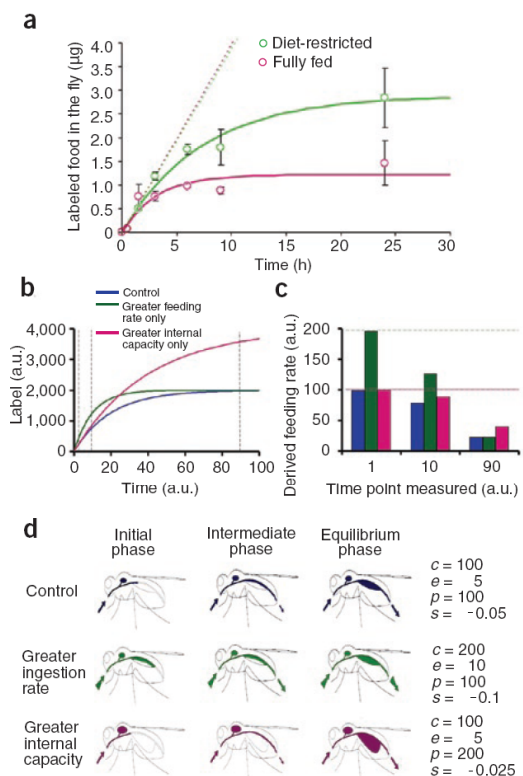 a
Labeled food in the fly (µg)
4.0
3.5
3.0
2.5
2.0
1.5
1.0
0.5
0
Diet-restricted
Fully fed
0 5 10 15 20 25 30
Time (h)
b
Control
Greater feeding
rate only
Greater internal
capacity only
Label (a.u.)
4,000
3,000
2,000
1,000
0
0 20 40 60 80 100
Time (a.u.)
c
Derived feeding rate (a.u.)
200
150
100
50
0
1 10 90
Time point measured (a.u.)
d
Initial
phase
Intermediate
phase
Equilibrium
phase
Control
c = 100
e = 5
p = 100
s = -0.05
Greater
ingestion
rate
c = 200
e = 10
p = 100
s = -0.1
Greater
internal
capacity
c = 100
e = 5
p = 200
s = -0.025